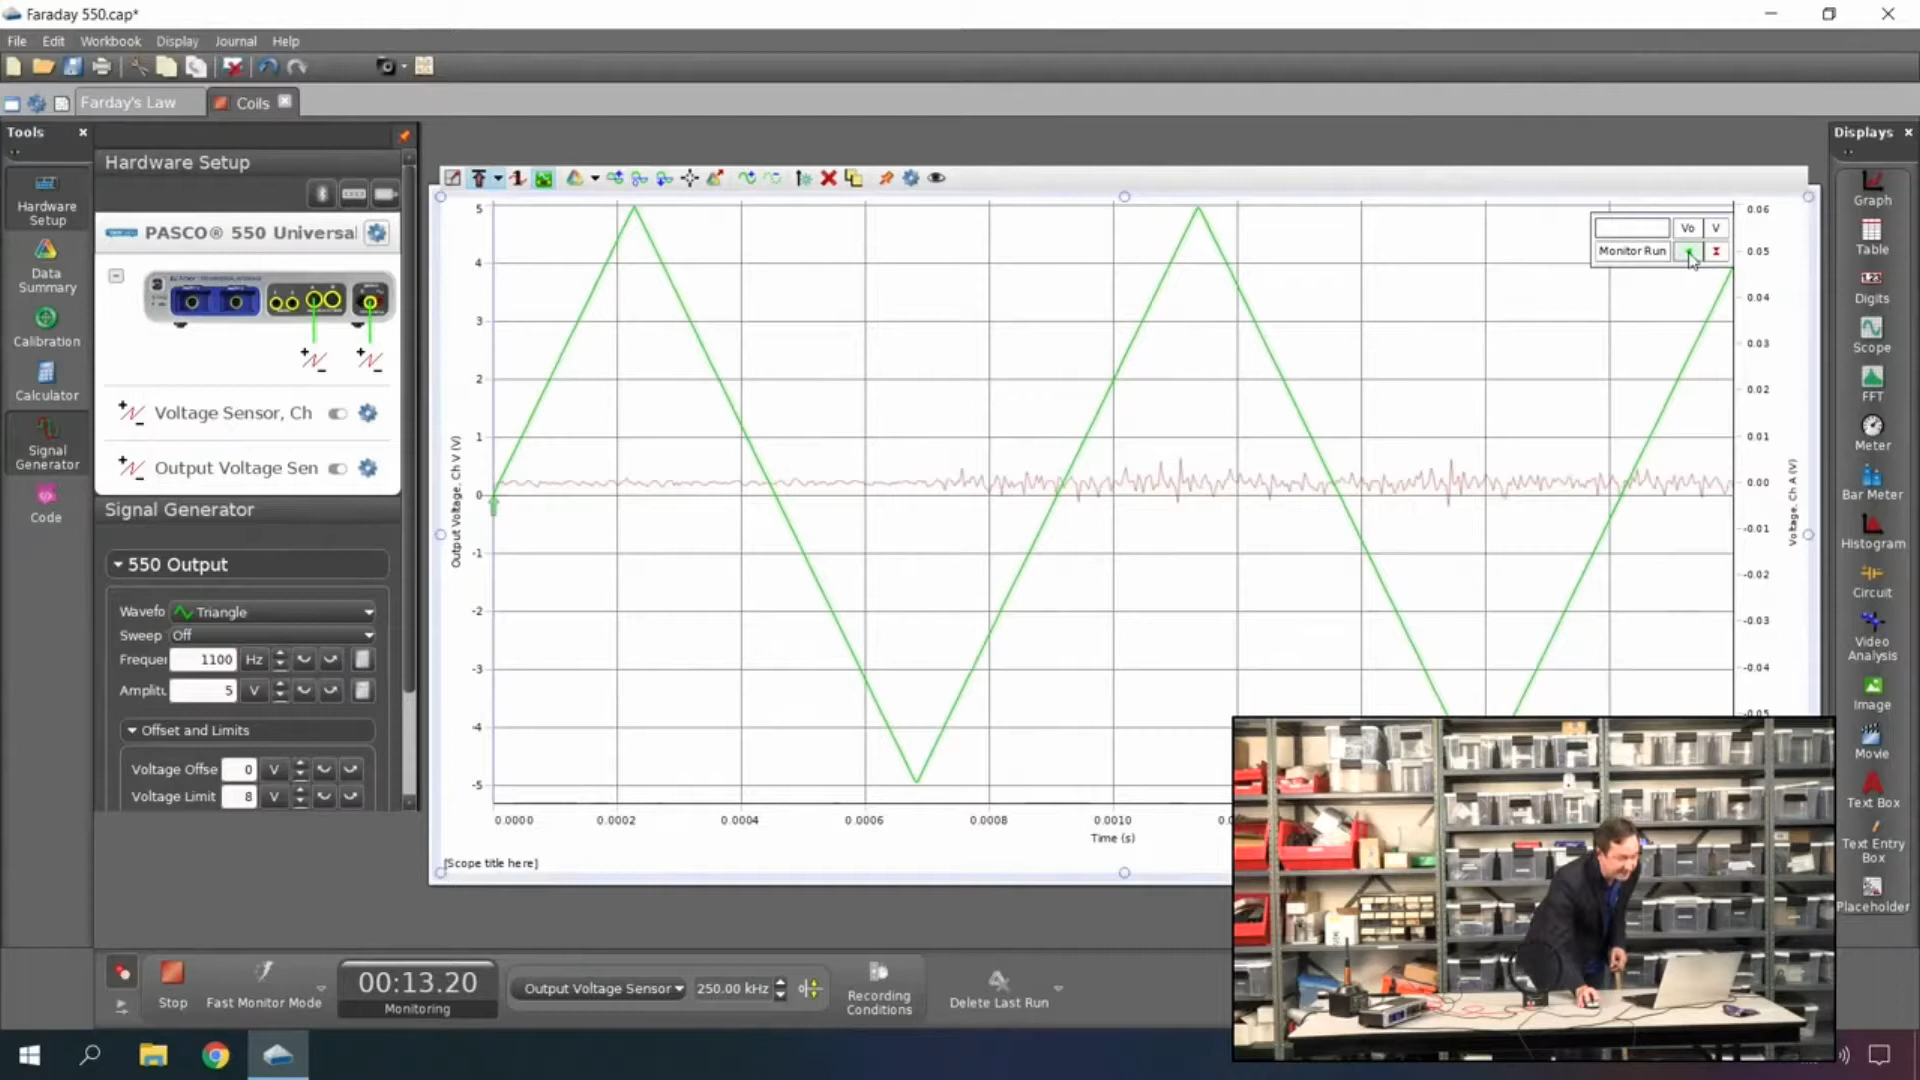 Faraday 550.cap*
File Edit Workbook Display Journal Help
Farday's Law
Coils
Tools
Hardware Setup
Data Summary
Calibration
Calculator
Signal Generator
Code
Hardware Setup
PASCO® 550 Universal
Voltage Sensor, Ch
Output Voltage Sen
Signal Generator
550 Output
Wavefo Triangle
Sweep Off
Frequer 1100 Hz
Amplitu 5 V
Offset and Limits
Voltage Offse 0 V
Voltage Limit 8 V
5
4
3
2
1
0
-1
-2
-3
-4
-5
Output Voltage, Ch V (V)
0.0000 0.0002 0.0004 0.0006 0.0008 0.0010
Time (s)
[Scope title here]
Vo V
Monitor Run
0.06
0.05
0.04
0.03
0.02
0.01
0.00
-0.01
-0.02
-0.03
-0.04
-0.05
Voltage, Ch A (V)
Displays
Graph
Table
1.23
Digits
Scope
FFT
Meter
Bar Meter
Histogram
Circuit
Video Analysis
Image
Movie
Text Box
Text Entry Box
Placeholder
Stop
Fast Monitor Mode
00:13.20
Monitoring
Output Voltage Sensor
250.00 kHz
Recording Conditions
Delete Last Run